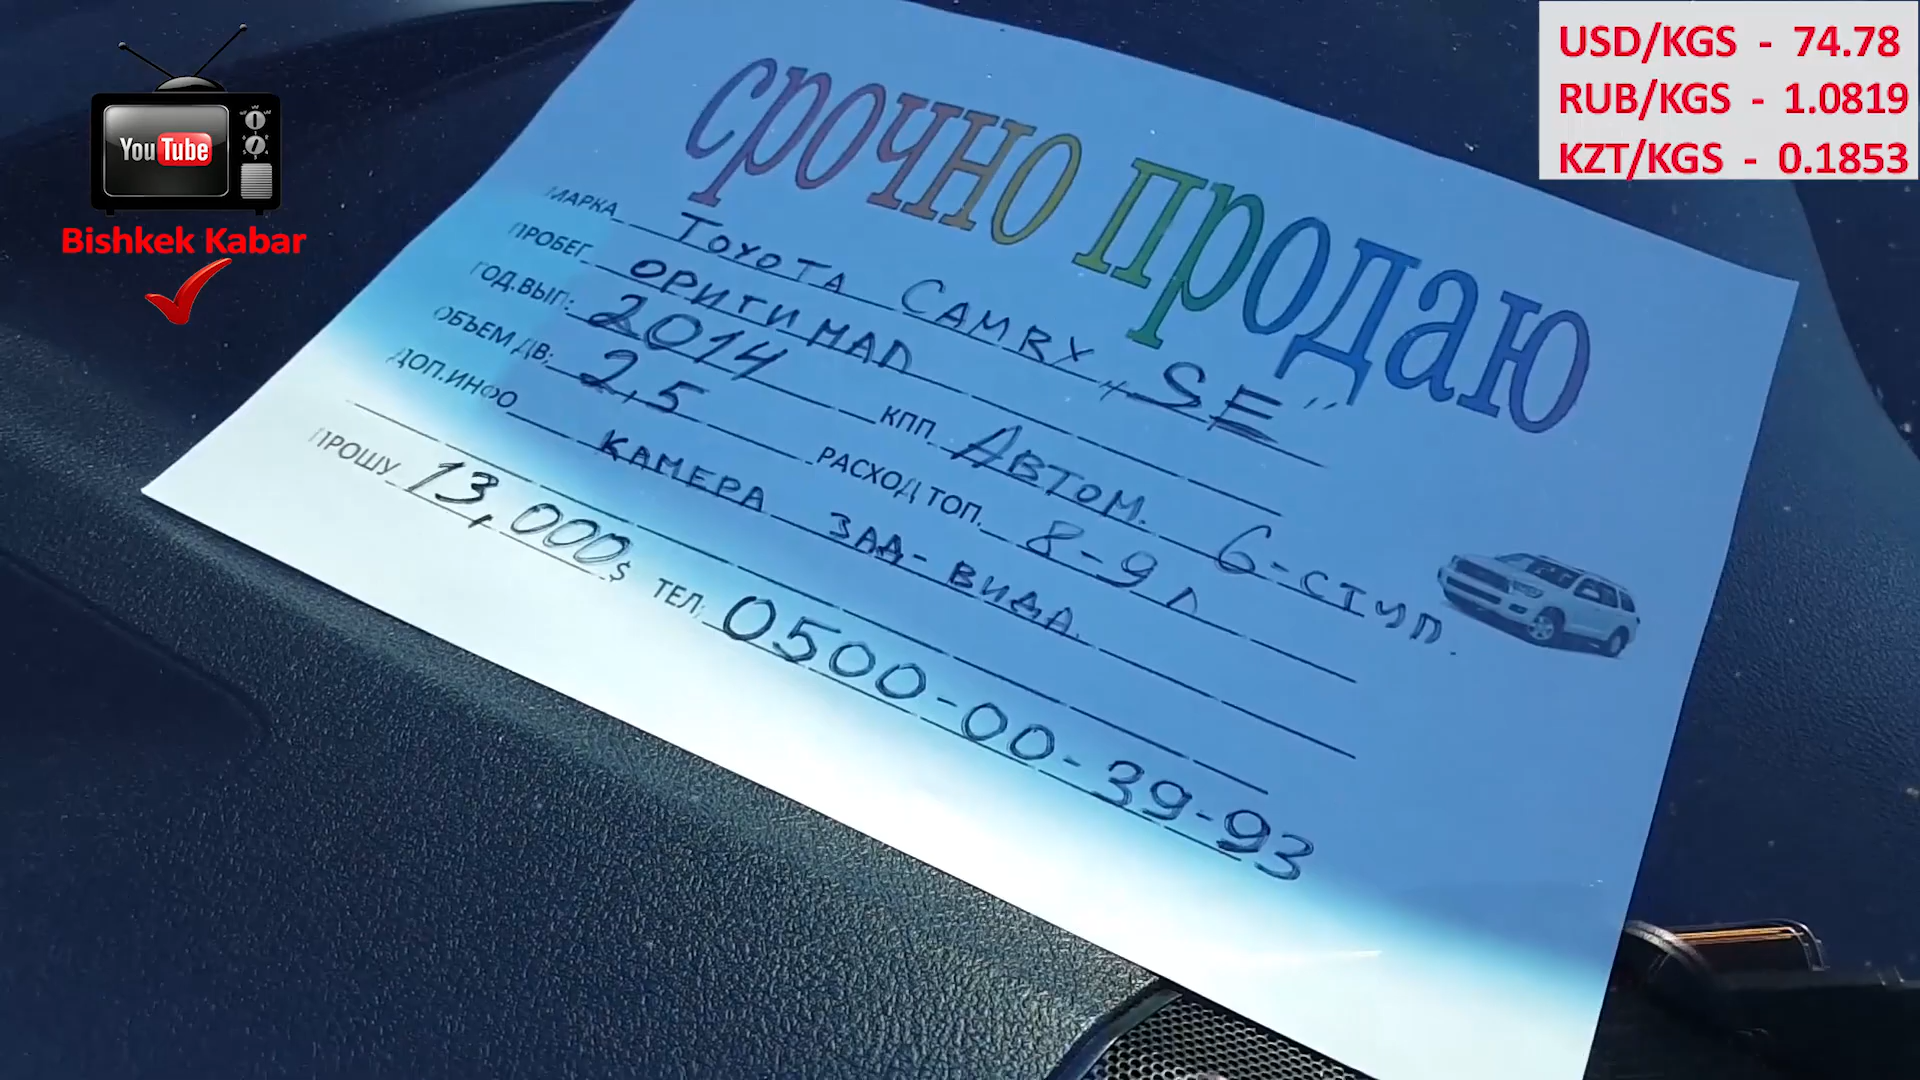 YouTube
Bishkek Kabar
USD/KGS - 74.78
RUB/KGS - 1.0819
KZT/KGS - 0.1853
срочно продаю
МАРКА TOYOTA CAMRY „SE”
ПРОБЕГ ОРИГИНАЛ
ГОД.ВЫП: 2014 КПП АВТОМ. 6-СТУП.
ОБЪЕМ ДВ: 2,5 РАСХОД ТОП. 8-9 Л
ДОП.ИНФО КАМЕРА ЗАД-ВИДА.
ПРОШУ 13,000$ ТЕЛ: 0500-00-39-93